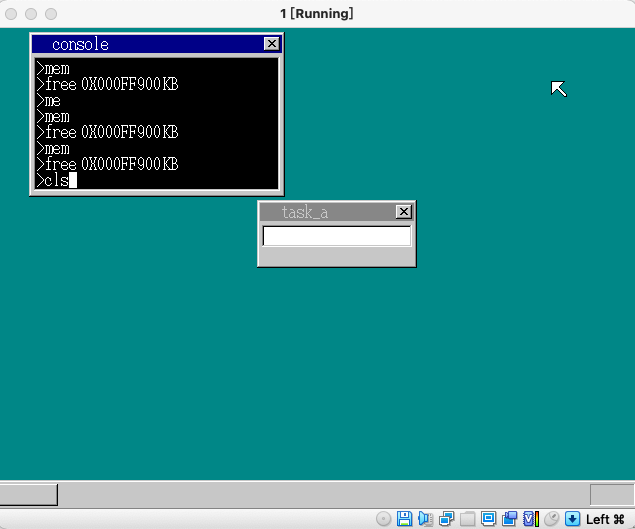 1 [Running]
console
>mem
>free 0X000FF900KB
>me
>mem
>free 0X000FF900KB
>mem
>free 0X000FF900KB
>cls
task_a
Left ⌘